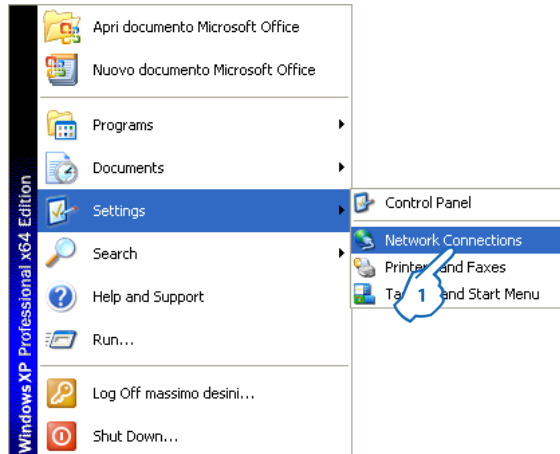 Apri documento Microsoft Office
Nuovo documento Microsoft Office
Programs
Documents
Settings
Search
Help and Support
Run...
Log Off massimo desini...
Shut Down...
Windows XP Professional x64 Edition
Control Panel
Network Connections
Printer and Faxes
and Start Menu
1